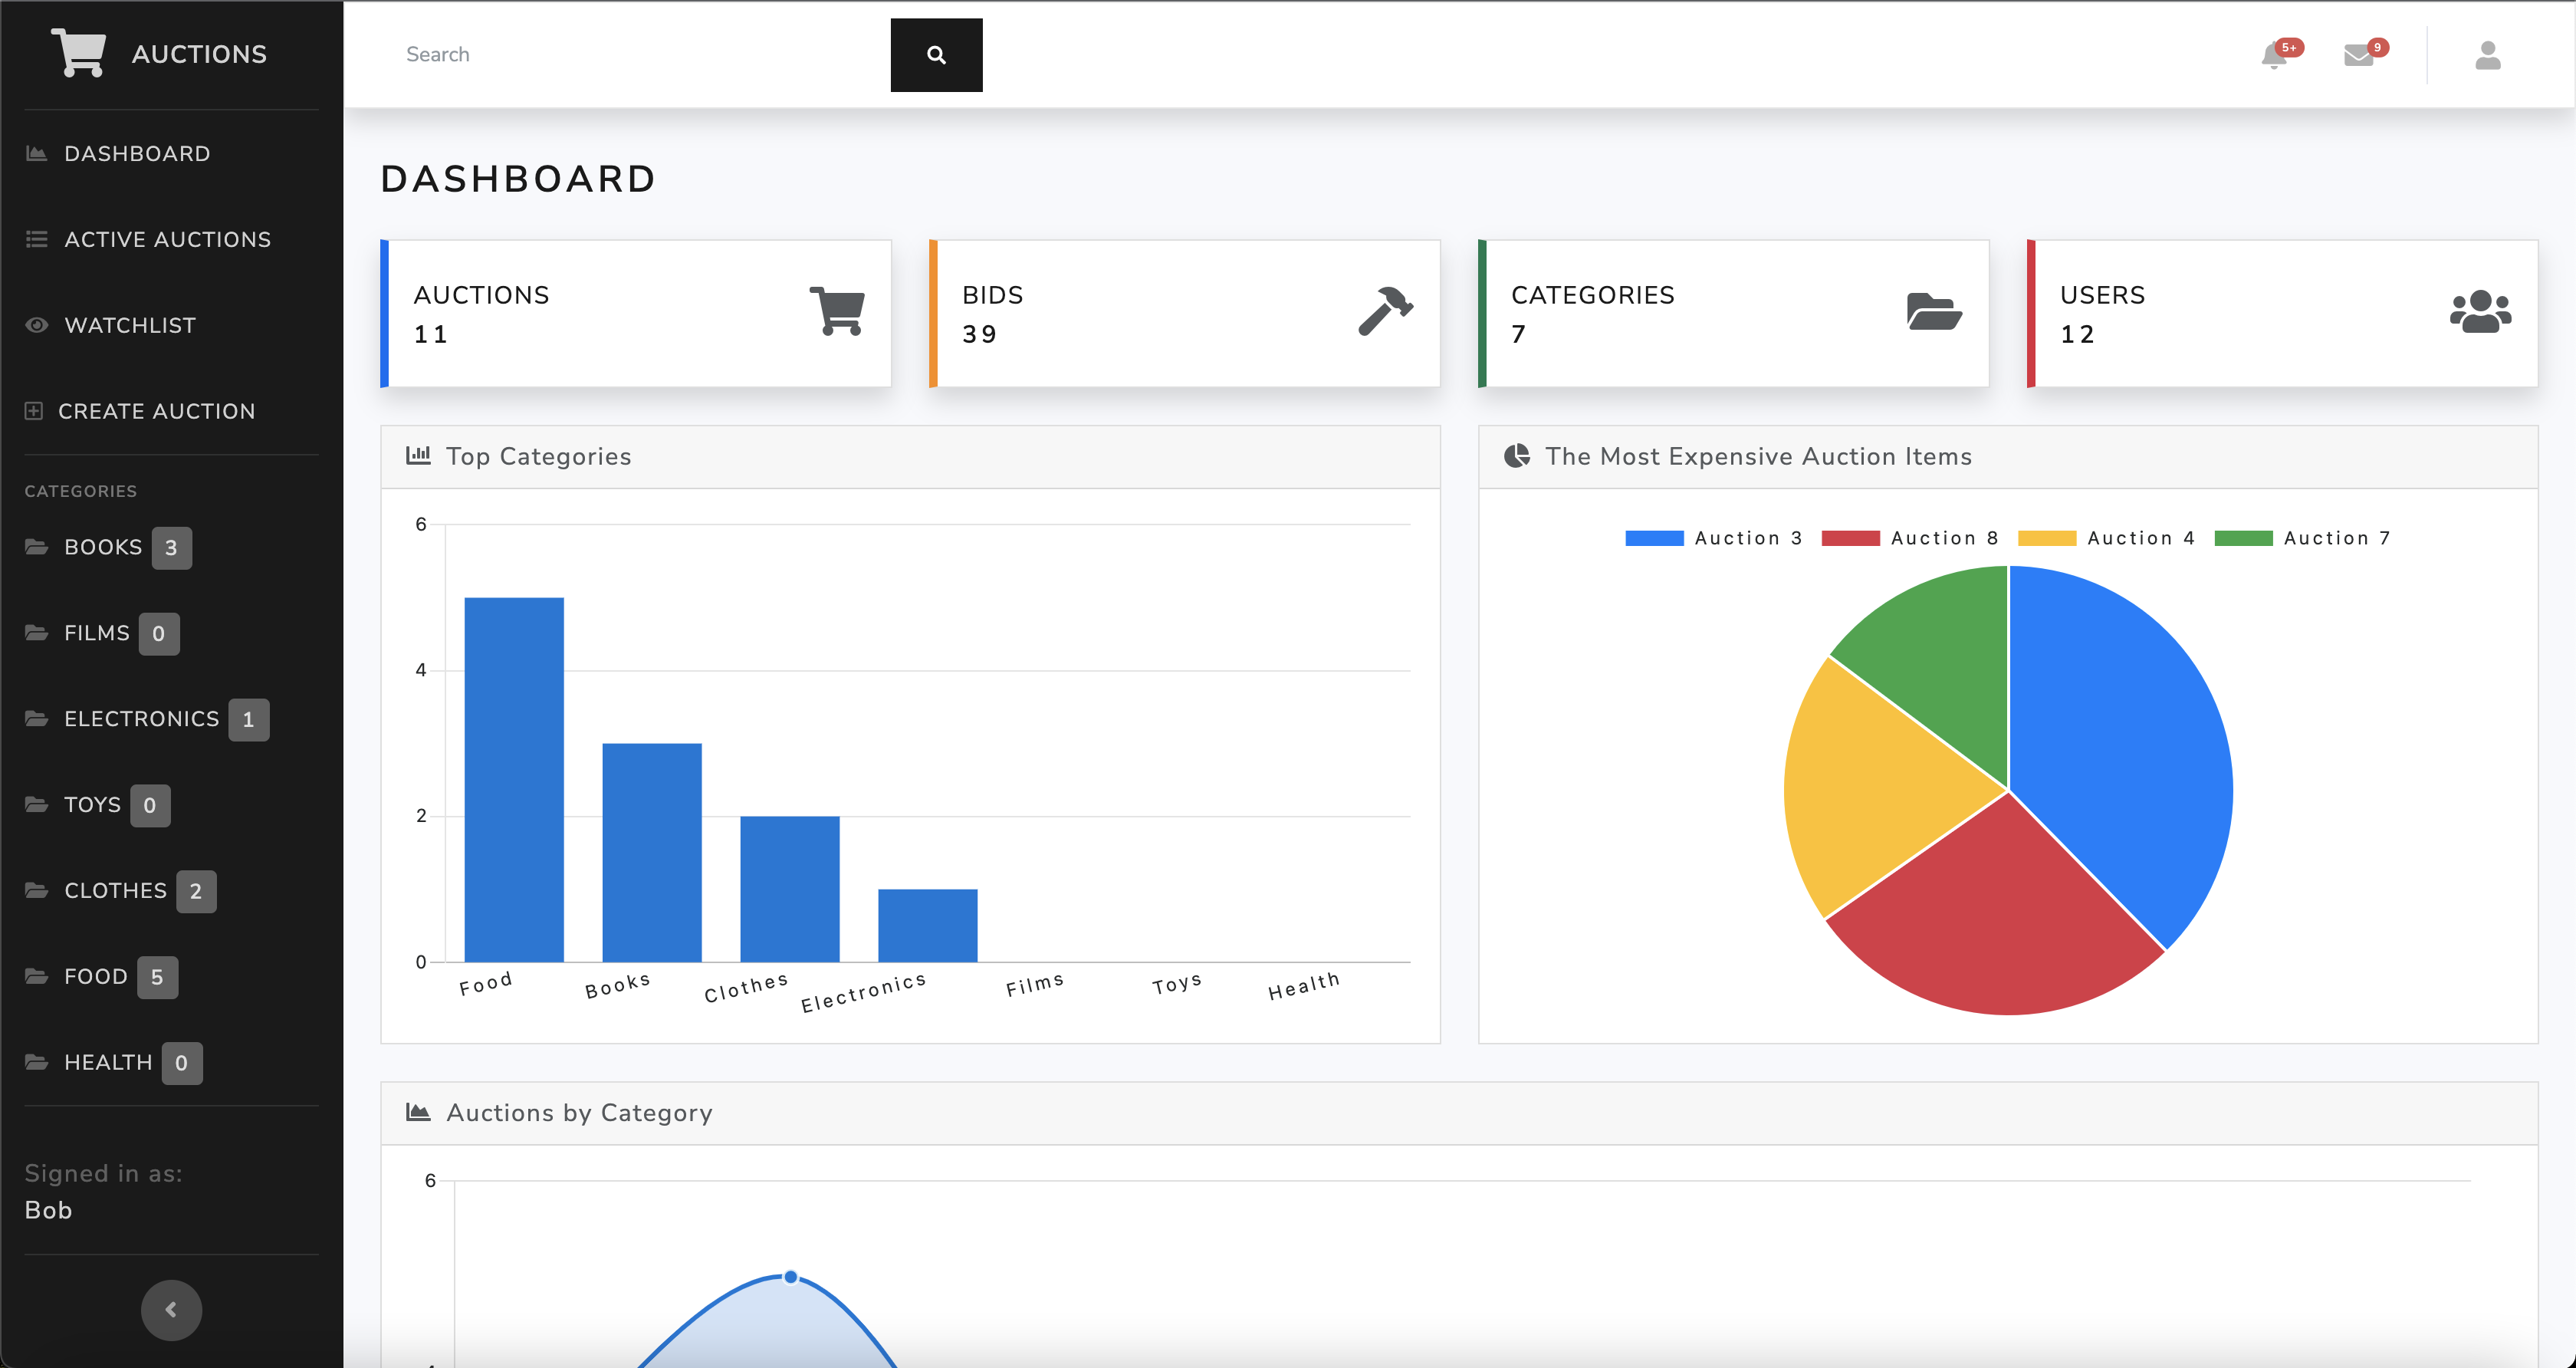 AUCTIONS
Search
5+
9
DASHBOARD
ACTIVE AUCTIONS
WATCHLIST
CREATE AUCTION
CATEGORIES
BOOKS 3
FILMS 0
ELECTRONICS 1
TOYS 0
CLOTHES 2
FOOD 5
HEALTH 0
Signed in as:
Bob
DASHBOARD
AUCTIONS
11
BIDS
39
CATEGORIES
7
USERS
12
Top Categories
6
4
2
0
Food Books Clothes Electronics Films Toys Health
The Most Expensive Auction Items
Auction 3 Auction 8 Auction 4 Auction 7
Auctions by Category
6